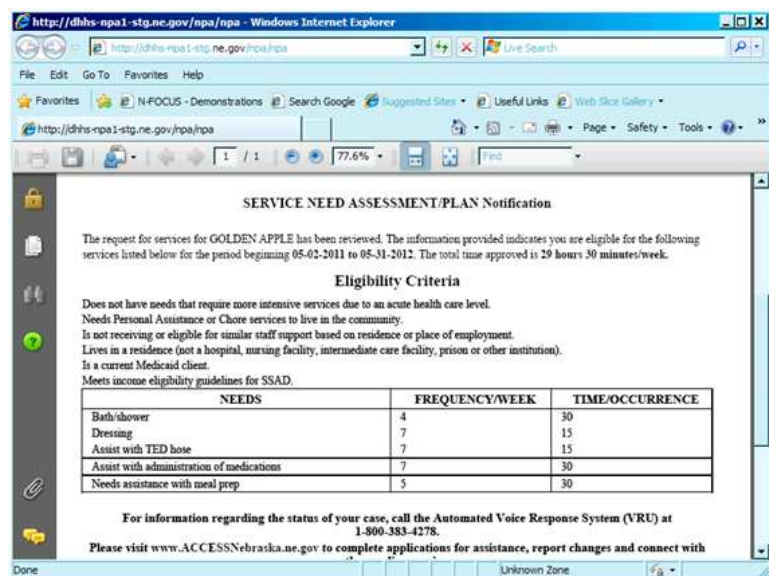 http://dhhs-npa1-stg.ne.gov/npa/npa - Windows Internet Explorer
http://dhhs-npa1-stg.ne.gov/npa/npa
Live Search
File Edit Go To Favorites Help
Favorites N-FOCUS - Demonstrations Search Google Suggested Sites Useful Links Web Slice Gallery
http://dhhs-npa1-stg.ne.gov/npa/npa Page Safety Tools
1 / 1 77.6% Find
SERVICE NEED ASSESSMENT/PLAN Notification
The request for services for GOLDEN APPLE has been reviewed. The information provided indicates you are eligible for the following
services listed below for the period beginning 05-02-2011 to 05-31-2012. The total time approved is 29 hours 30 minutes/week.
Eligibility Criteria
Does not have needs that require more intensive services due to an acute health care level.
Needs Personal Assistance or Chore services to live in the community.
Is not receiving or eligible for similar staff support based on residence or place of employment.
Lives in a residence (not a hospital, nursing facility, intermediate care facility, prison or other institution).
Is a current Medicaid client.
Meets income eligibility guidelines for SSAD.
NEEDS FREQUENCY/WEEK TIME/OCCURRENCE
Bath/shower 4 30
Dressing 7 15
Assist with TED hose 7 15
Assist with administration of medications 7 30
Needs assistance with meal prep 5 30
For information regarding the status of your case, call the Automated Voice Response System (VRU) at
1-800-383-4278.
Please visit www.ACCESSNebraska.ne.gov to complete applications for assistance, report changes and connect with
Done Unknown Zone